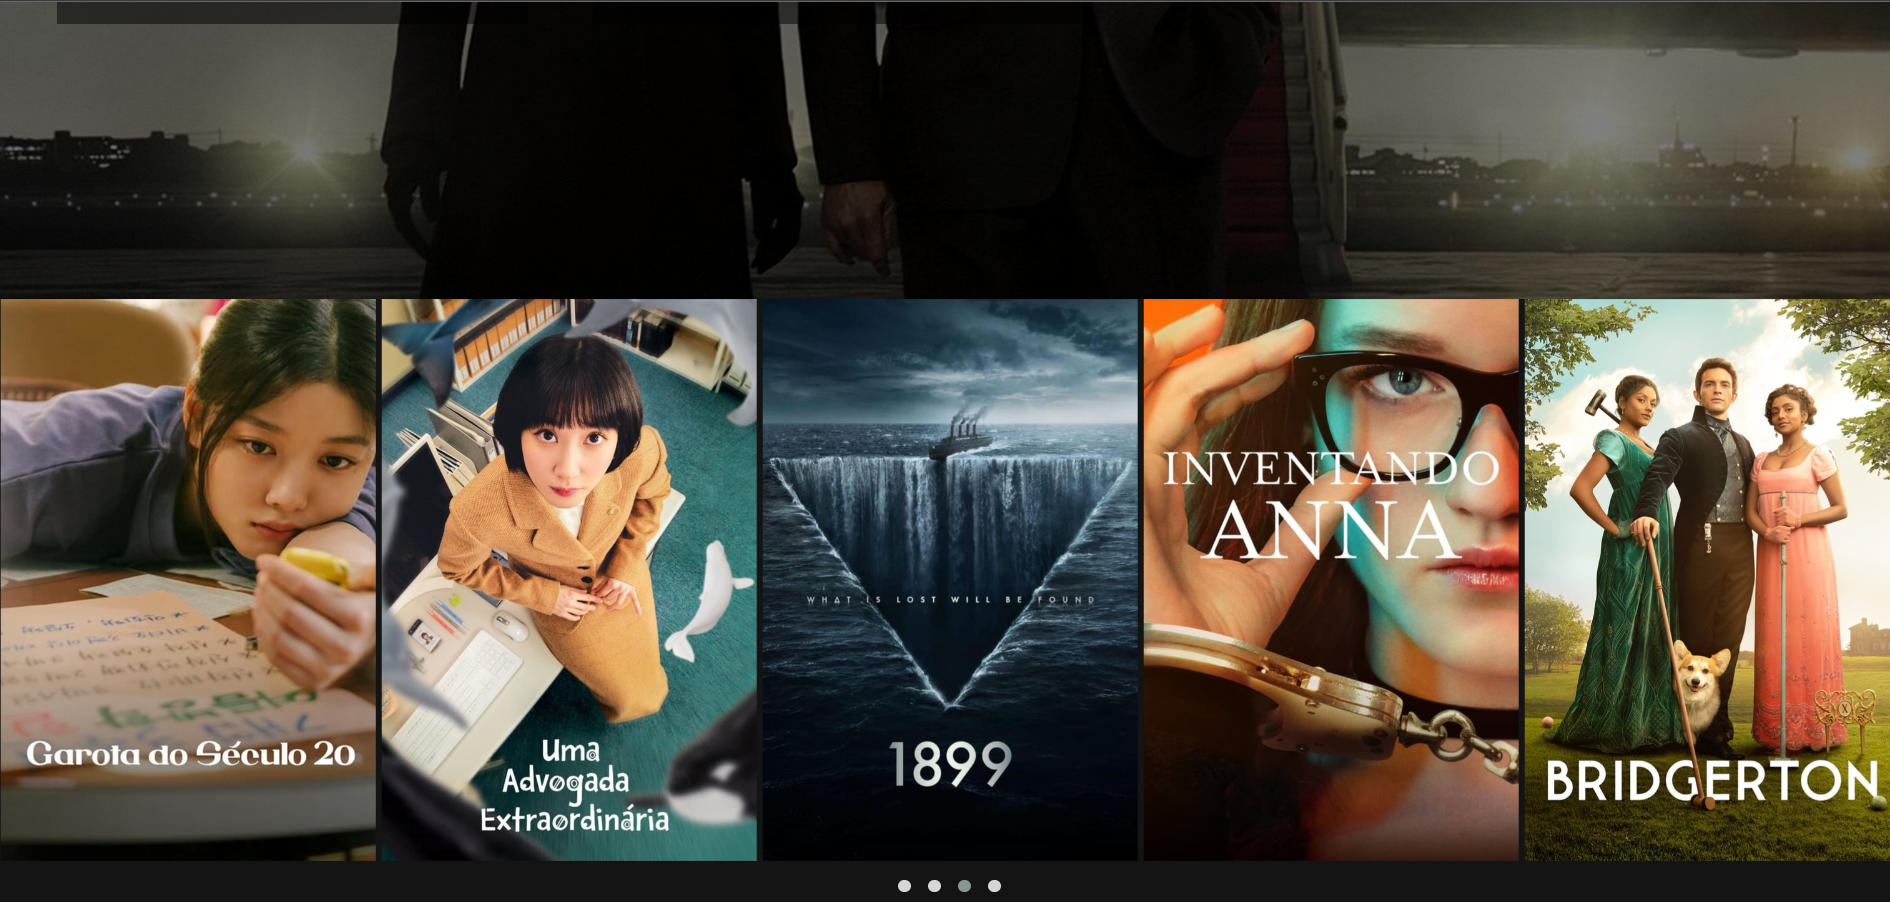 Garota do Século 20
Uma
Advogada
Extraordinária
WHAT IS LOST WILL BE FOUND
1899
INVENTANDO
ANNA
BRIDGERTON